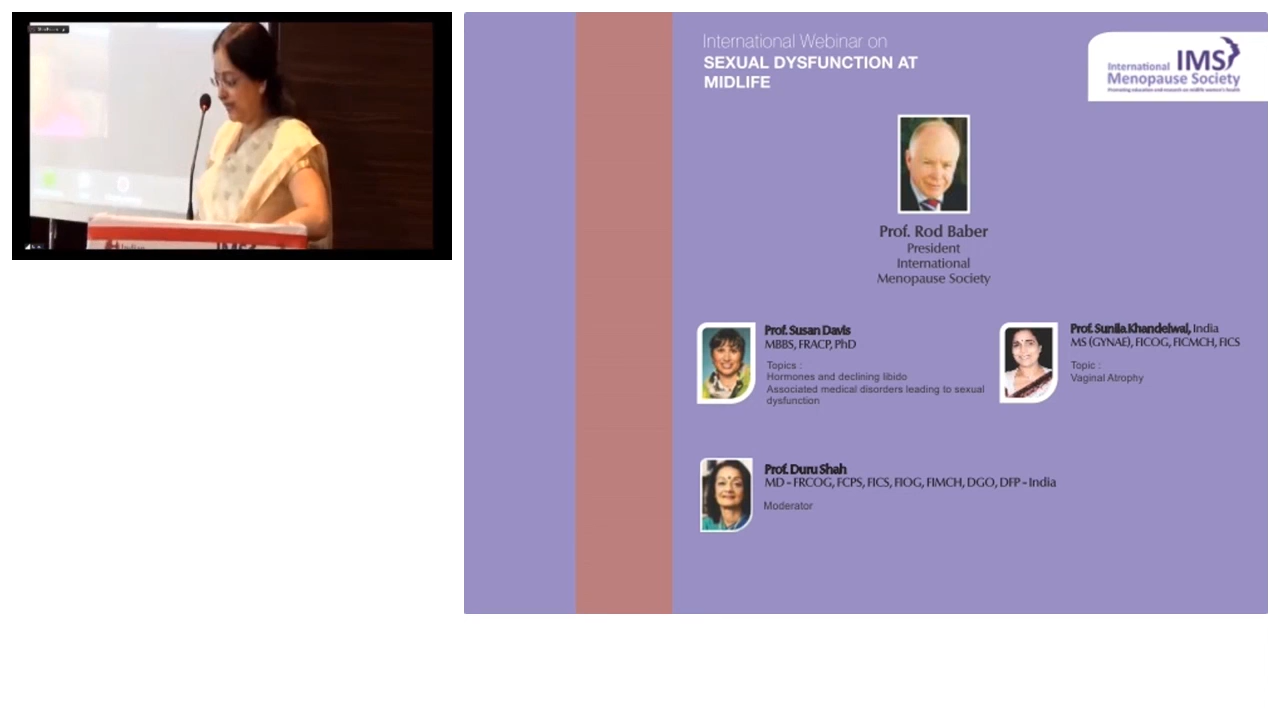 International Webinar on
SEXUAL DYSFUNCTION AT
MIDLIFE
International IMS
Menopause Society
Promoting education and research on midlife women's health
Prof. Rod Baber
President
International
Menopause Society
Prof. Susan Davis
MBBS, FRACP, PhD
Topics :
Hormones and declining libido
Associated medical disorders leading to sexual
dysfunction
Prof. Sunila Khandelwal, India
MS (GYNAE), FICOG, FICMCH, FICS
Topic :
Vaginal Atrophy
Prof. Duru Shah
MD - FRCOG, FCPS, FICS, FIOG, FIMCH, DGO, DFP - India
Moderator
Indian